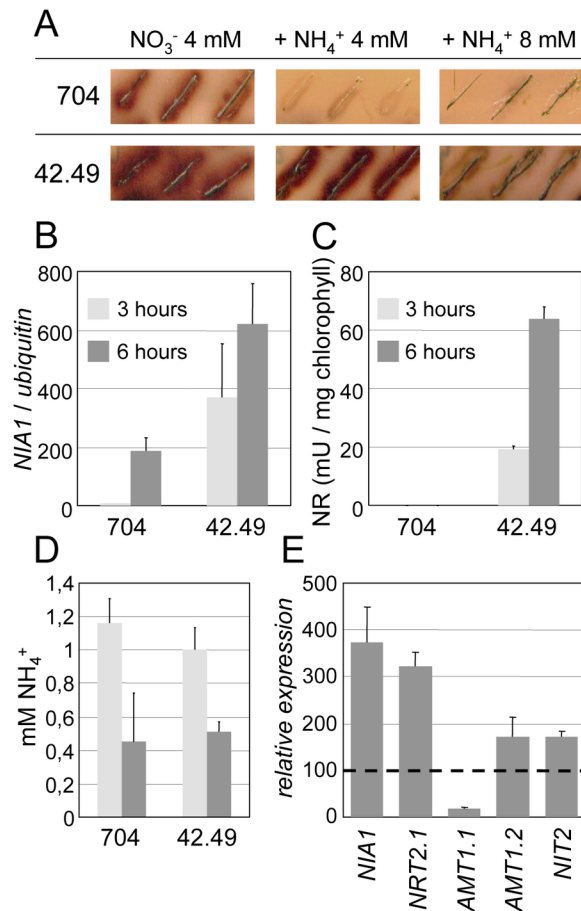 A
NO₃⁻ 4 mM + NH₄⁺ 4 mM + NH₄⁺ 8 mM
704
42.49
B
NIA1 / ubiquitin
800
600
400
200
0
3 hours
6 hours
704 42.49
C
NR (mU / mg chlorophyll)
80
60
40
20
0
3 hours
6 hours
704 42.49
D
mM NH₄⁺
1,4
1,2
1
0,8
0,6
0,4
0,2
0
704 42.49
E
relative expression
500
400
300
200
100
0
NIA1 NRT2.1 AMT1.1 AMT1.2 NIT2